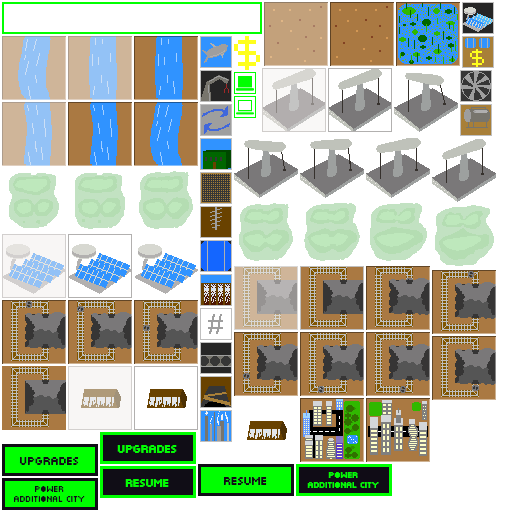 #
UPGRADES
UPGRADES
RESUME
RESUME
POWER
ADDITIONAL CITY
POWER
ADDITIONAL CITY